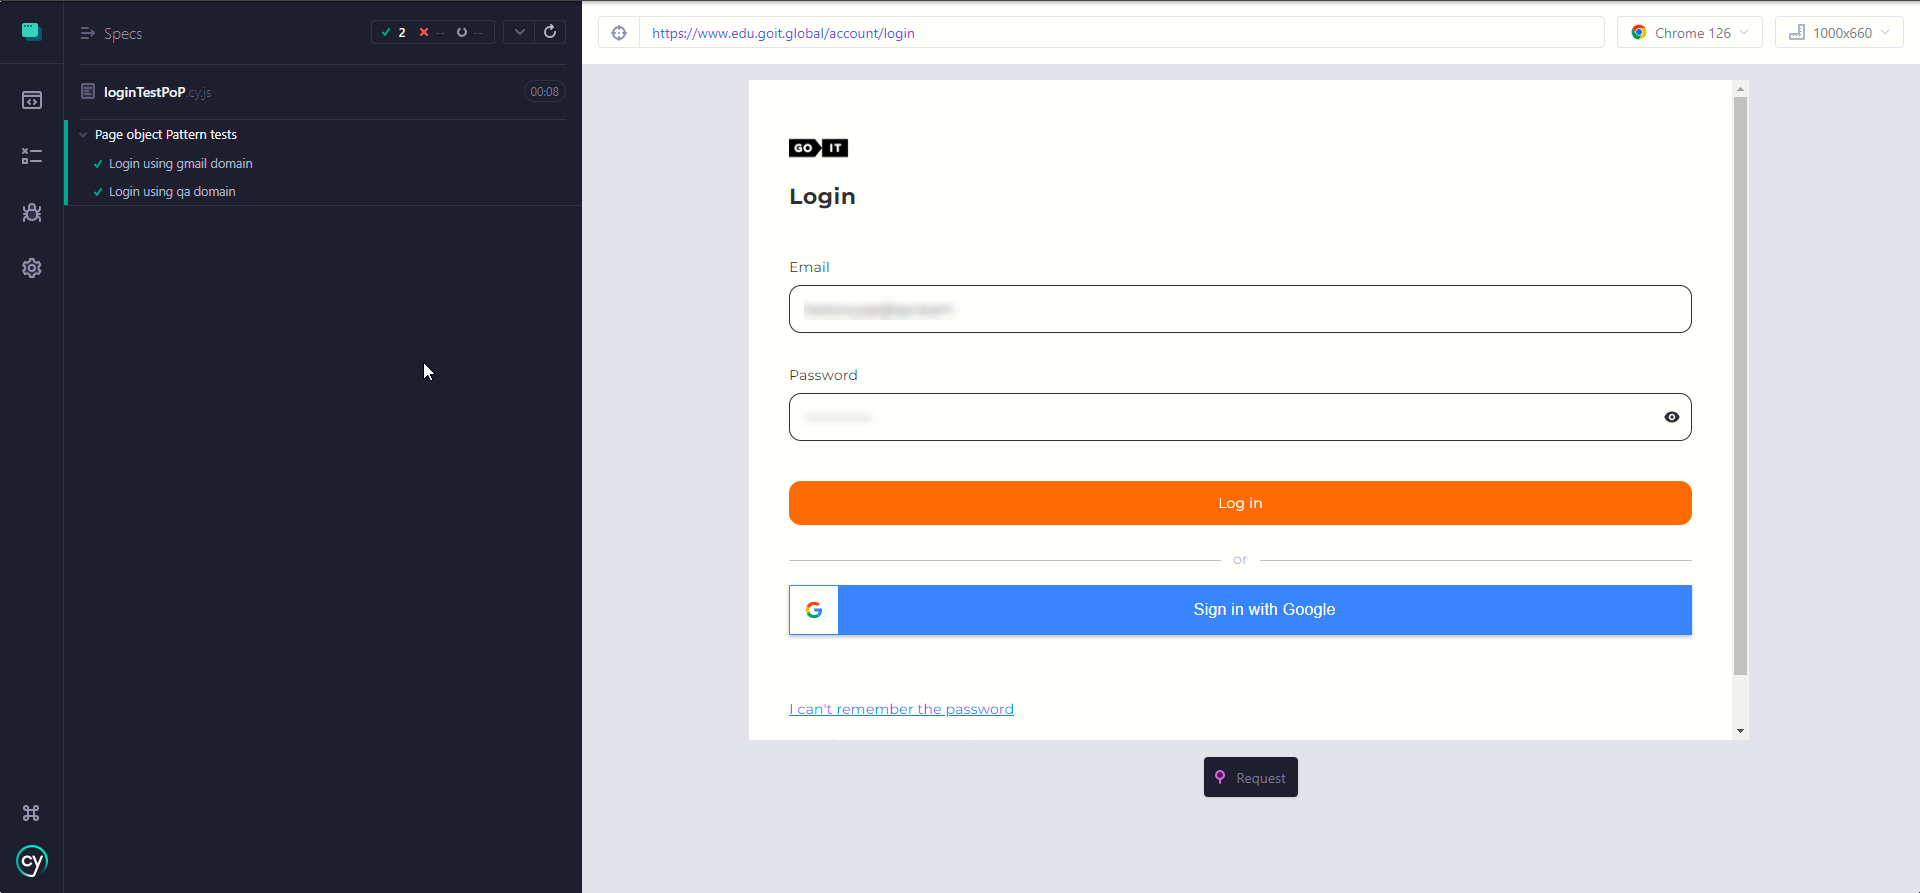 Specs
2 -- --
loginTestPoP.cy.js
00:08
Page object Pattern tests
Login using gmail domain
Login using qa domain
cy
https://www.edu.goit.global/account/login
Chrome 126
1000x660
GO IT
Login
Email
Password
Log in
or
G
Sign in with Google
I can't remember the password
Request